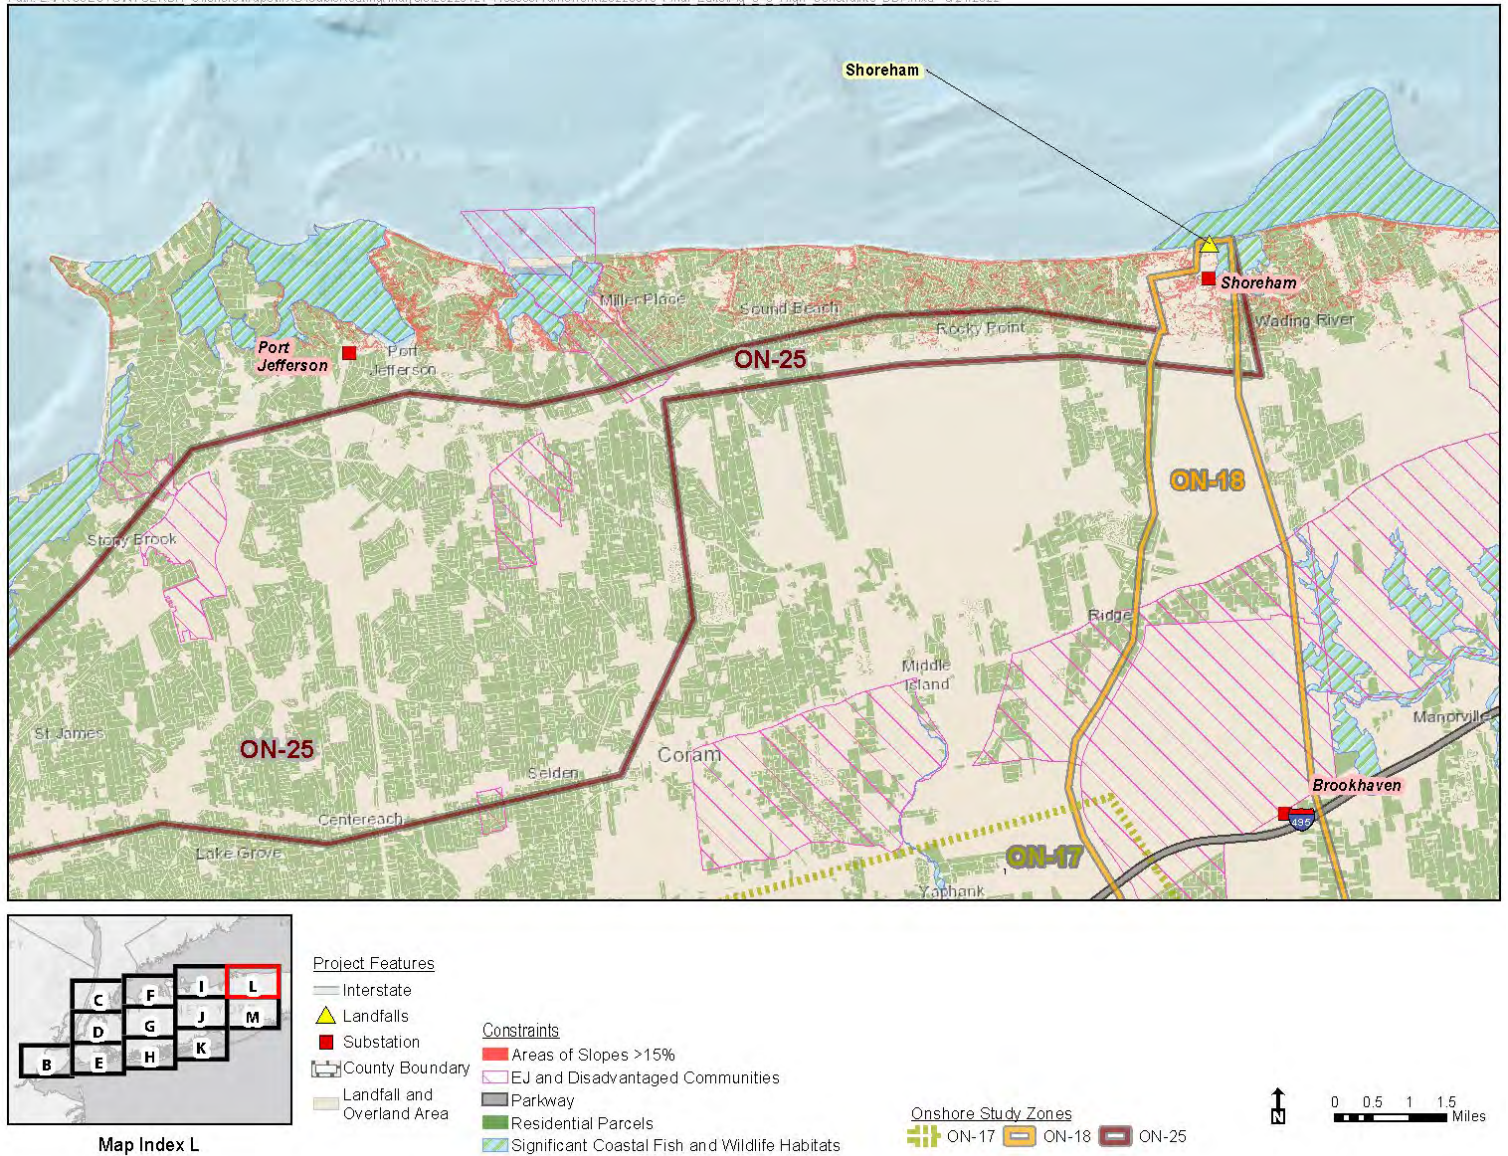 Shoreham
Shoreham
Miller Place
Sound Beach
Wading River
Rocky Point
Port
Jefferson
Port
Jefferson
ON-25
ON-18
Stony Brook
Ridge
Middle
Island
St James
ON-25
Coram
Manorville
Selden
Brookhaven
Centereach
495
Lake Grove
ON-17
Yaphank
C
F
I
L
D
G
J
M
B
E
H
K
Map Index L
Project Features
Interstate
Landfalls
Substation
County Boundary
Landfall and
Overland Area
Constraints
Areas of Slopes >15%
EJ and Disadvantaged Communities
Parkway
Residential Parcels
Significant Coastal Fish and Wildlife Habitats
Onshore Study Zones
ON-17 ON-18 ON-25
N
0 0.5 1 1.5
Miles